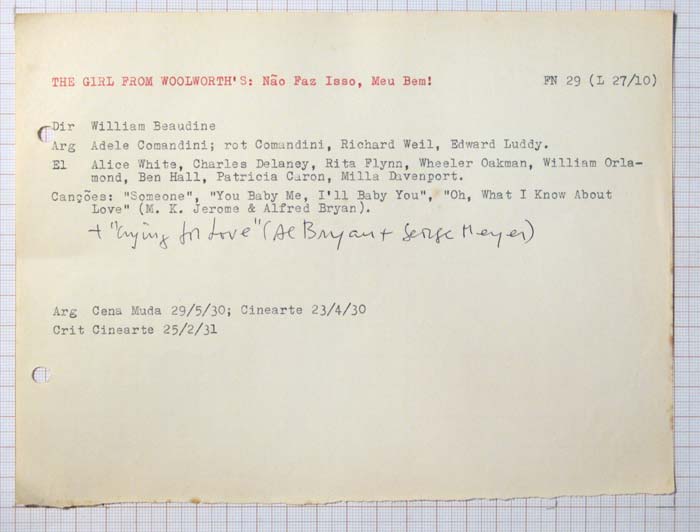 THE GIRL FROM WOOLWORTH'S: Não Faz Isso, Meu Bem! FN 29 (L 27/10)
Dir William Beaudine
Arg Adele Comandini; rot Comandini, Richard Weil, Edward Luddy.
El Alice White, Charles Delaney, Rita Flynn, Wheeler Oakman, William Orla-
mond, Ben Hall, Patricia Caron, Milla Davenport.
Canções: "Someone", "You Baby Me, I'll Baby You", "Oh, What I Know About
Love" (M. K. Jerome & Alfred Bryan).
+ "Crying for Love" (Al Bryan + George Meyer)
Arg Cena Muda 29/5/30; Cinearte 23/4/30
Crit Cinearte 25/2/31